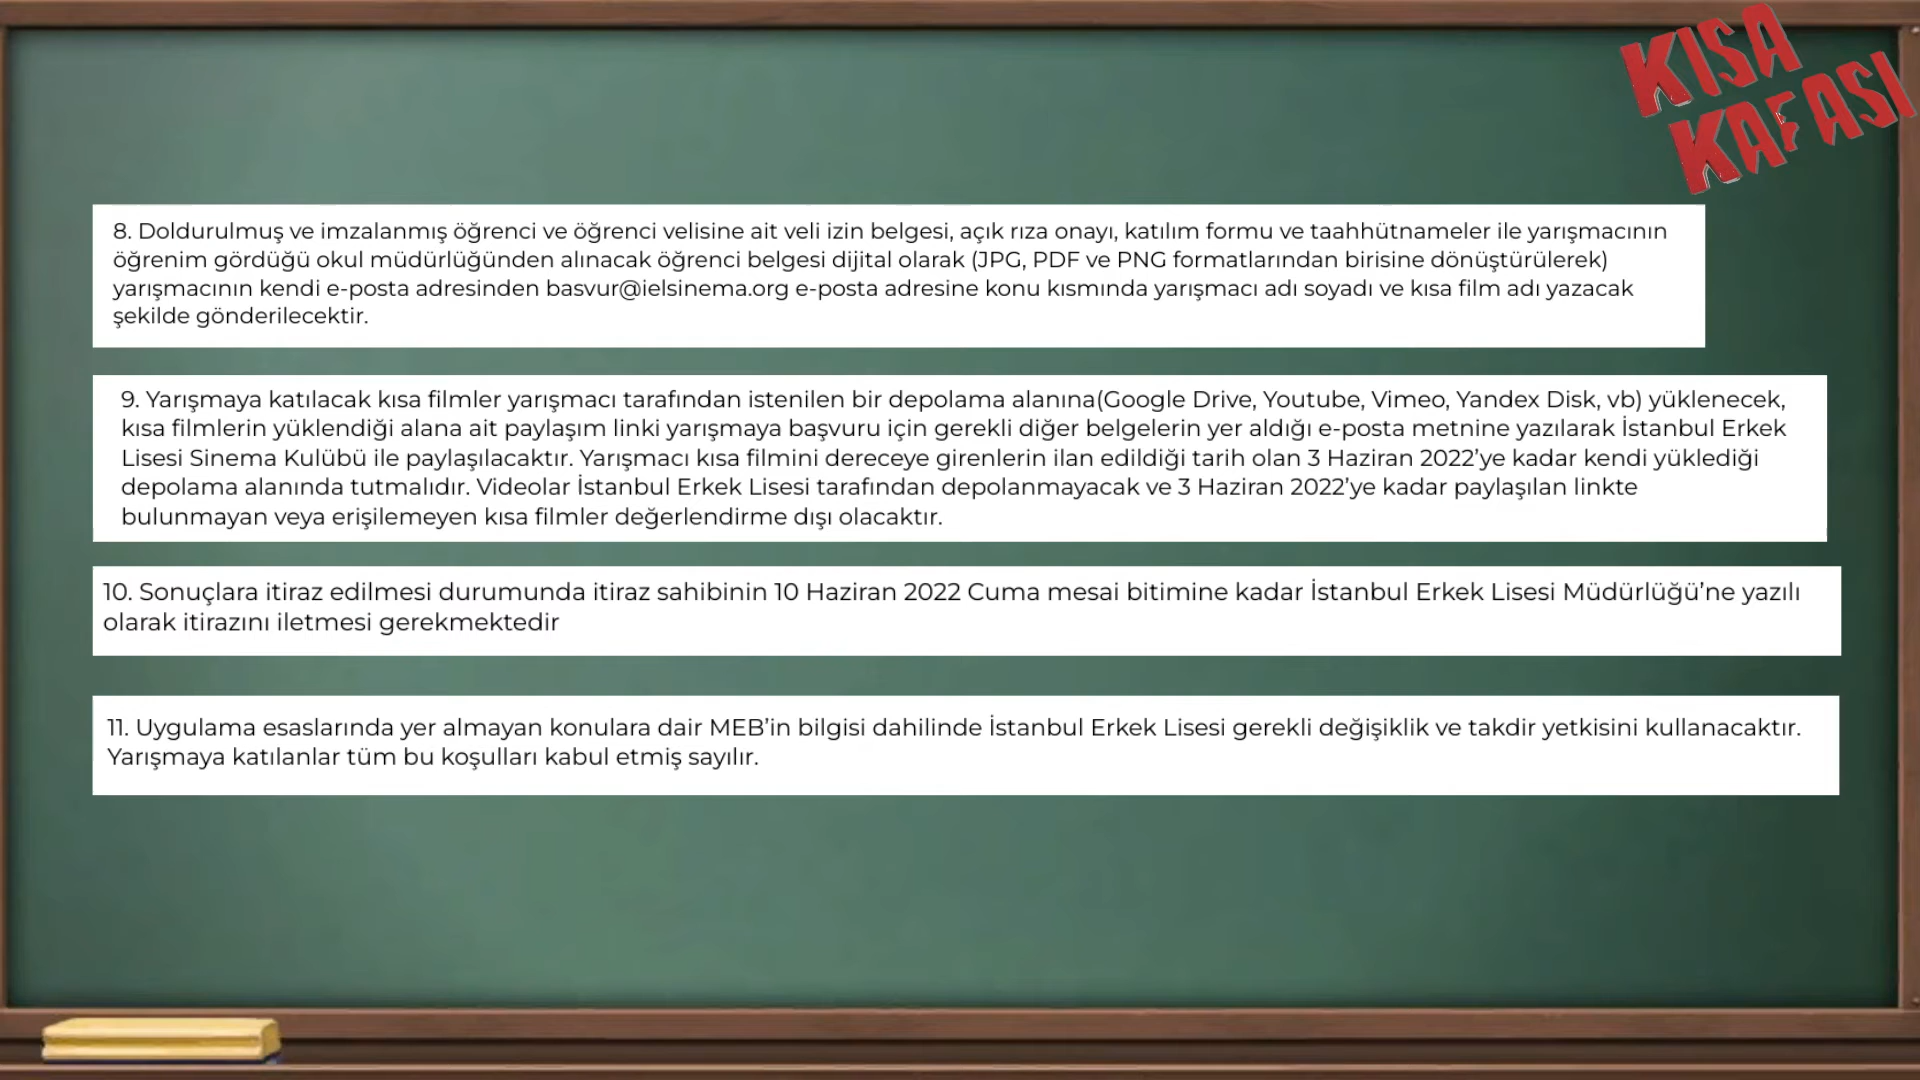 KISA
KAFASI
8. Doldurulmuş ve imzalanmış öğrenci ve öğrenci velisine ait veli izin belgesi, açık rıza onayı, katılım formu ve taahhütnameler ile yarışmacının
öğrenim gördüğü okul müdürlüğünden alınacak öğrenci belgesi dijital olarak (JPG, PDF ve PNG formatlarından birisine dönüştürülerek)
yarışmacının kendi e-posta adresinden basvur@ielsinema.org e-posta adresine konu kısmında yarışmacı adı soyadı ve kısa film adı yazacak
şekilde gönderilecektir.
9. Yarışmaya katılacak kısa filmler yarışmacı tarafından istenilen bir depolama alanına(Google Drive, Youtube, Vimeo, Yandex Disk, vb) yüklenecek,
kısa filmlerin yüklendiği alana ait paylaşım linki yarışmaya başvuru için gerekli diğer belgelerin yer aldığı e-posta metnine yazılarak İstanbul Erkek
Lisesi Sinema Kulübü ile paylaşılacaktır. Yarışmacı kısa filmini dereceye girenlerin ilan edildiği tarih olan 3 Haziran 2022’ye kadar kendi yüklediği
depolama alanında tutmalıdır. Videolar İstanbul Erkek Lisesi tarafından depolanmayacak ve 3 Haziran 2022’ye kadar paylaşılan linkte
bulunmayan veya erişilemeyen kısa filmler değerlendirme dışı olacaktır.
10. Sonuçlara itiraz edilmesi durumunda itiraz sahibinin 10 Haziran 2022 Cuma mesai bitimine kadar İstanbul Erkek Lisesi Müdürlüğü’ne yazılı
olarak itirazını iletmesi gerekmektedir
11. Uygulama esaslarında yer almayan konulara dair MEB’in bilgisi dahilinde İstanbul Erkek Lisesi gerekli değişiklik ve takdir yetkisini kullanacaktır.
Yarışmaya katılanlar tüm bu koşulları kabul etmiş sayılır.